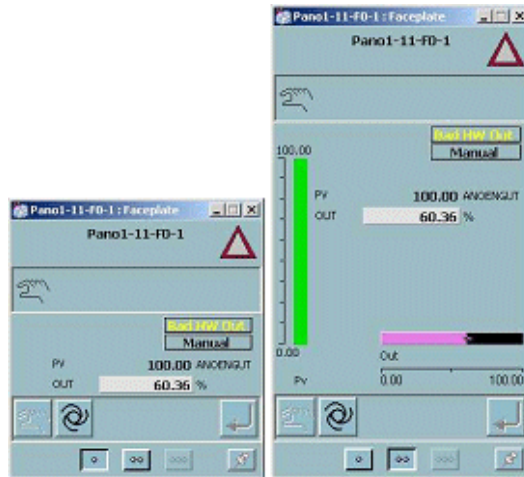 Pano1-11-F0-1 : Faceplate
Pano1-11-F0-1
Bad HW Out
Manual
PV 100.00 ANOENGUT
OUT 60.36 %
Pano1-11-F0-1 : Faceplate
Pano1-11-F0-1
Bad HW Out
Manual
100.00
PV 100.00 ANOENGUT
OUT 60.36 %
0.00
Out
Pv 0.00 100.00